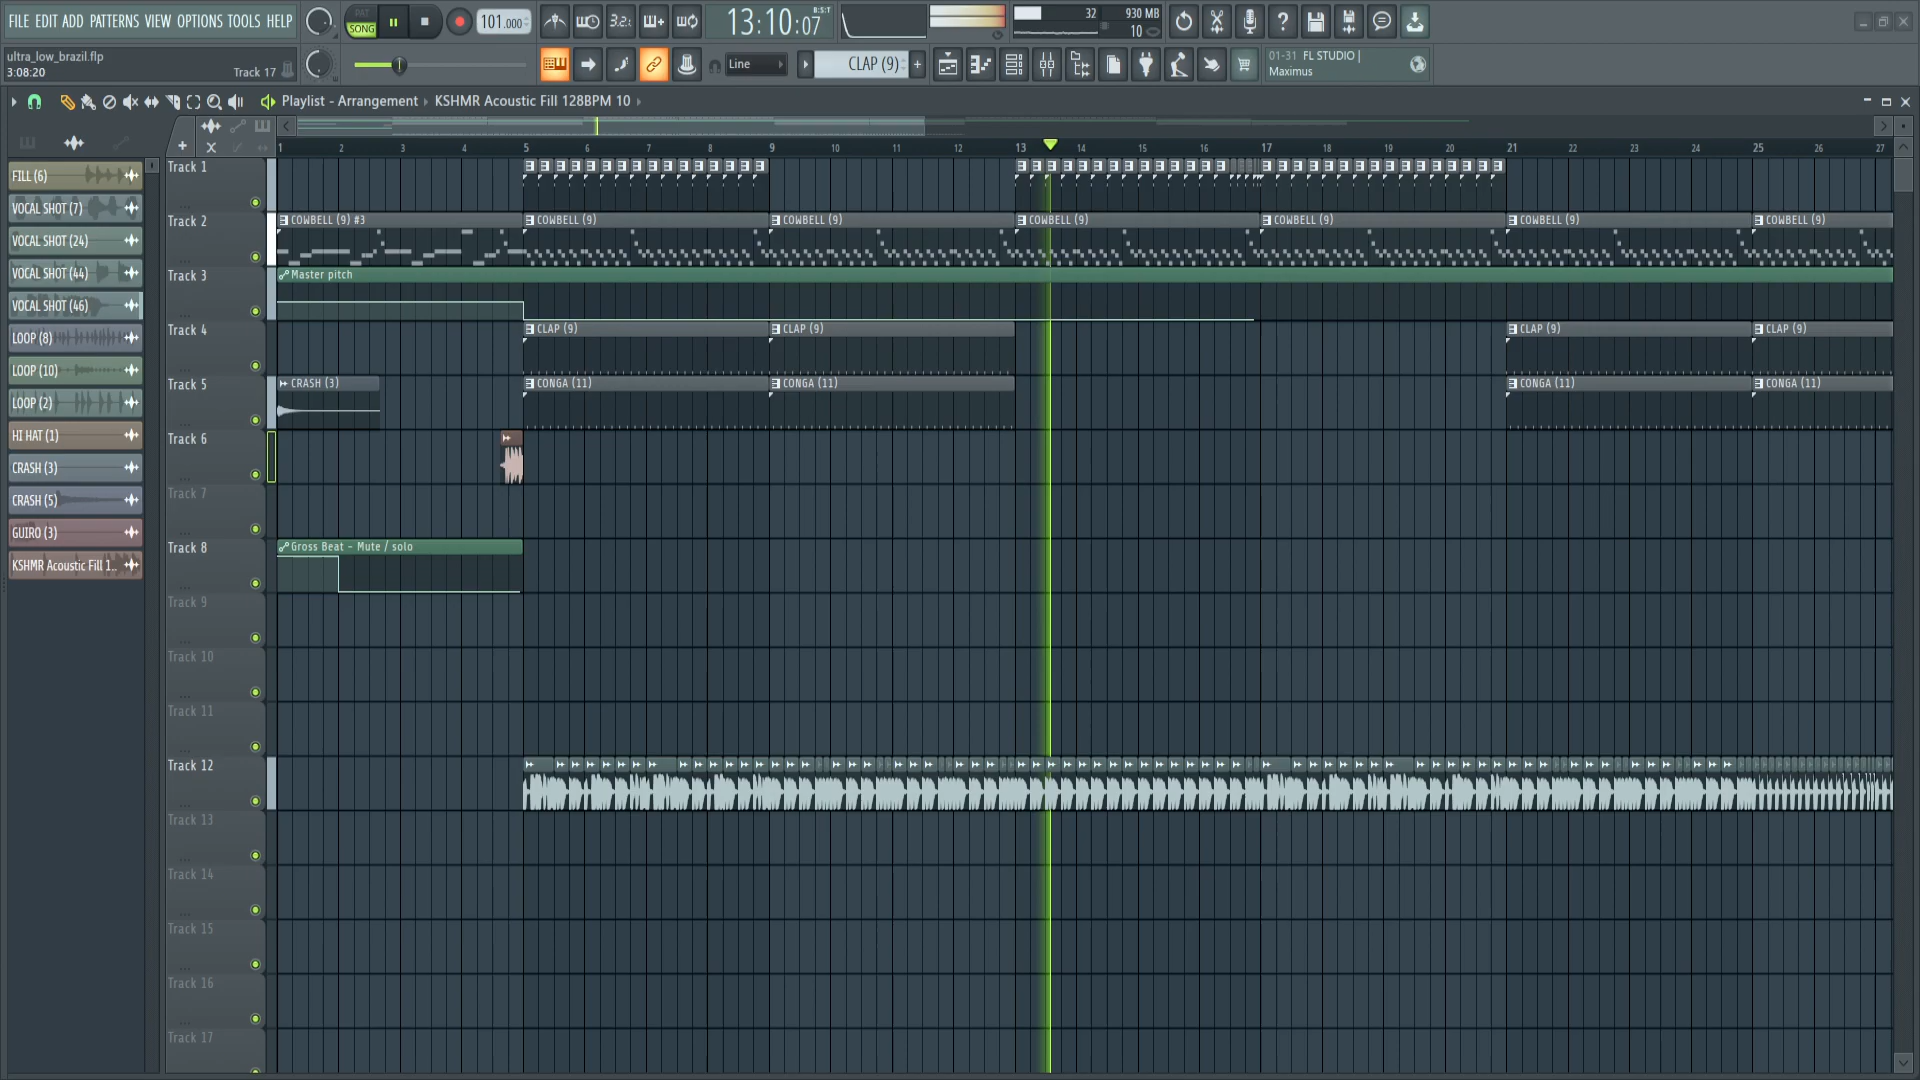 FILE EDIT ADD PATTERNS VIEW OPTIONS TOOLS HELP
PAT
SONG
101.000
3.2.:
13:10:07
B:S:T
32
930 MB
10
ultra_low_brazil.flp
3:08:20
Track 17
Line
CLAP (9)
01-31 FL STUDIO |
Maximus
Playlist - Arrangement
KSHMR Acoustic Fill 128BPM 10
1 2 3 4 5 6 7 8 9 10 11 12 13 14 15 16 17 18 19 20 21 22 23 24 25 26 27
FILL (6)
VOCAL SHOT (7)
VOCAL SHOT (24)
VOCAL SHOT (44)
VOCAL SHOT (46)
LOOP (8)
LOOP (10)
LOOP (2)
HI HAT (1)
CRASH (3)
CRASH (5)
GUIRO (3)
KSHMR Acoustic Fill 1..
Track 1
Track 2
COWBELL (9) #3 COWBELL (9) COWBELL (9) COWBELL (9) COWBELL (9) COWBELL (9) COWBELL (9)
Track 3
Master pitch
Track 4
CLAP (9) CLAP (9) CLAP (9) CLAP (9)
Track 5
CRASH (3) CONGA (11) CONGA (11) CONGA (11) CONGA (11)
Track 6
Track 7
Track 8
Gross Beat - Mute / solo
Track 9
Track 10
Track 11
Track 12
Track 13
Track 14
Track 15
Track 16
Track 17